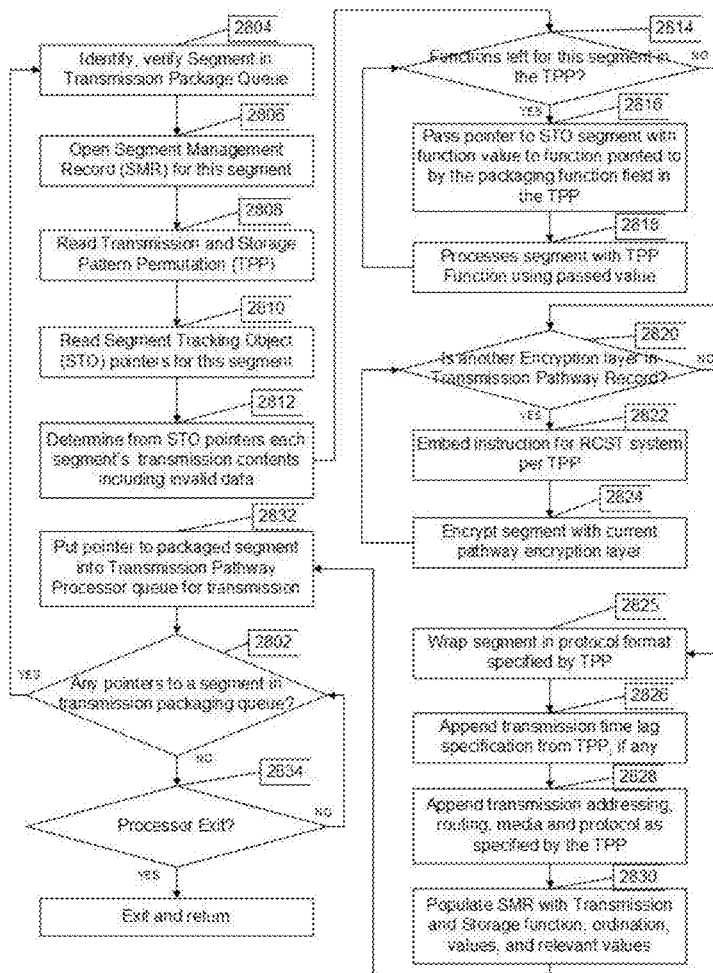 2804
Identify, verify Segment in
Transmission Package Queue
2806
Open Segment Management
Record (SMR) for this segment
2808
Read Transmission and Storage
Pattern Permutation (TPP)
2810
Read Segment Tracking Object
(STO) pointers for this segment
2812
Determine from STO pointers each
segment's transmission contents
including invalid data
2832
Put pointer to packaged segment
into Transmission Pathway
Processor queue for transmission
2802
YES
Any pointers to a segment in
transmission packaging queue?
NO
2834
Processor Exit?
NO
YES
Exit and return
2814
Functions left for this segment in
the TPP?
NO
YES
2816
Pass pointer to STO segment with
function value to function pointed to
by the packaging function field in
the TPP
2818
Processes segment with TPP
Function using passed value
2820
Is another Encryption layer in
Transmission Pathway Record?
NO
YES
2822
Embed instruction for RCST system
per TPP
2824
Encrypt segment with current
pathway encryption layer
2825
Wrap segment in protocol format
specified by TPP
2826
Append transmission time lag
specification from TPP, if any
2828
Append transmission addressing,
routing, media and protocol as
specified by the TPP
2830
Populate SMR with Transmission
and Storage function, ordination,
values, and relevant values